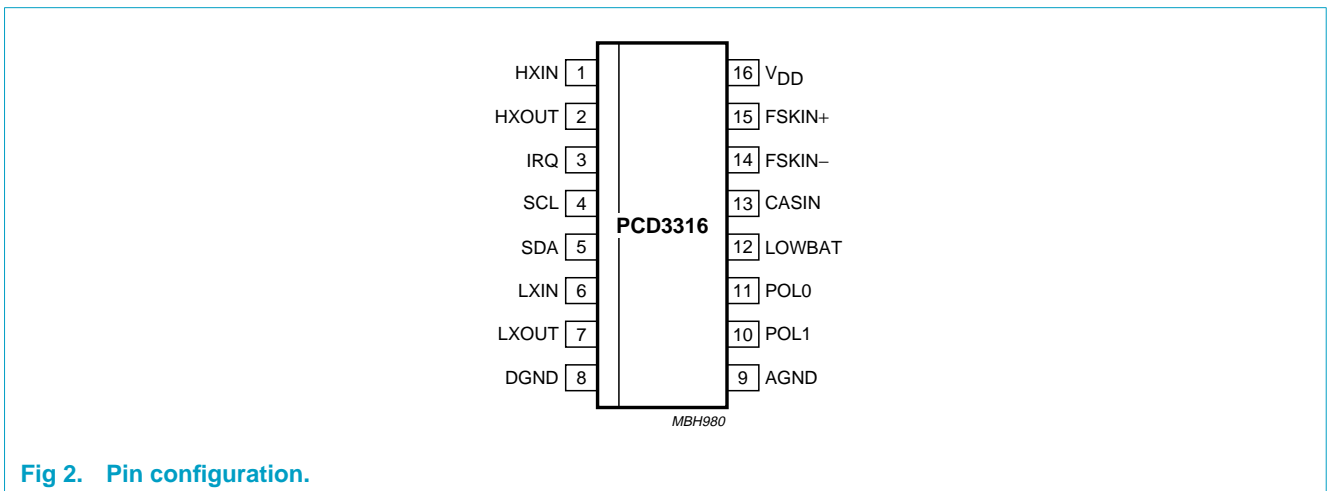 HXIN 1 16 VDD
HXOUT 2 15 FSKIN+
IRQ 3 14 FSKIN−
SCL 4 13 CASIN
PCD3316
SDA 5 12 LOWBAT
LXIN 6 11 POL0
LXOUT 7 10 POL1
DGND 8 9 AGND
MBH980
Fig 2. Pin configuration.